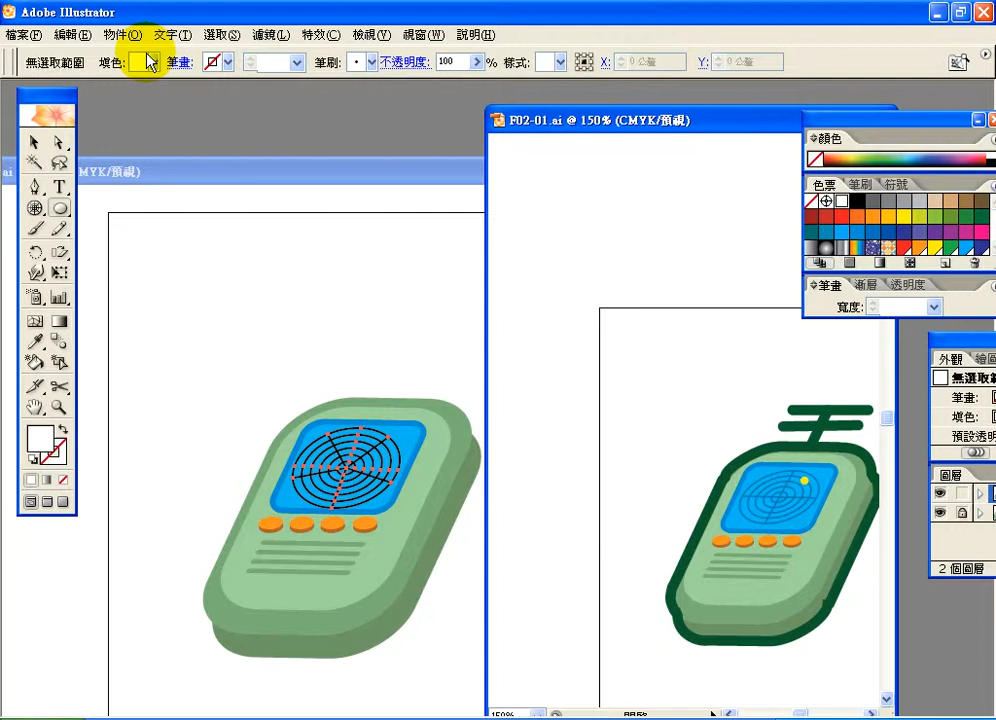 Adobe Illustrator
檔案(F) 編輯(E) 物件(O) 文字(T) 選取(S) 濾鏡(L) 特效(C) 檢視(V) 視窗(W) 說明(H)
無選取範圍 填色: 筆畫: 筆刷: 不透明度: 100 % 樣式: X: 0 公釐 Y: 0 公釐
F02-01.ai @ 150% (CMYK/預視)
ai MYK/預視)
顏色
色票 筆刷 符號
筆畫 漸層 透明度
寬度:
外觀 繪圖
無選取範
筆畫:
填色:
預設透明
圖層
2 個圖層
150%